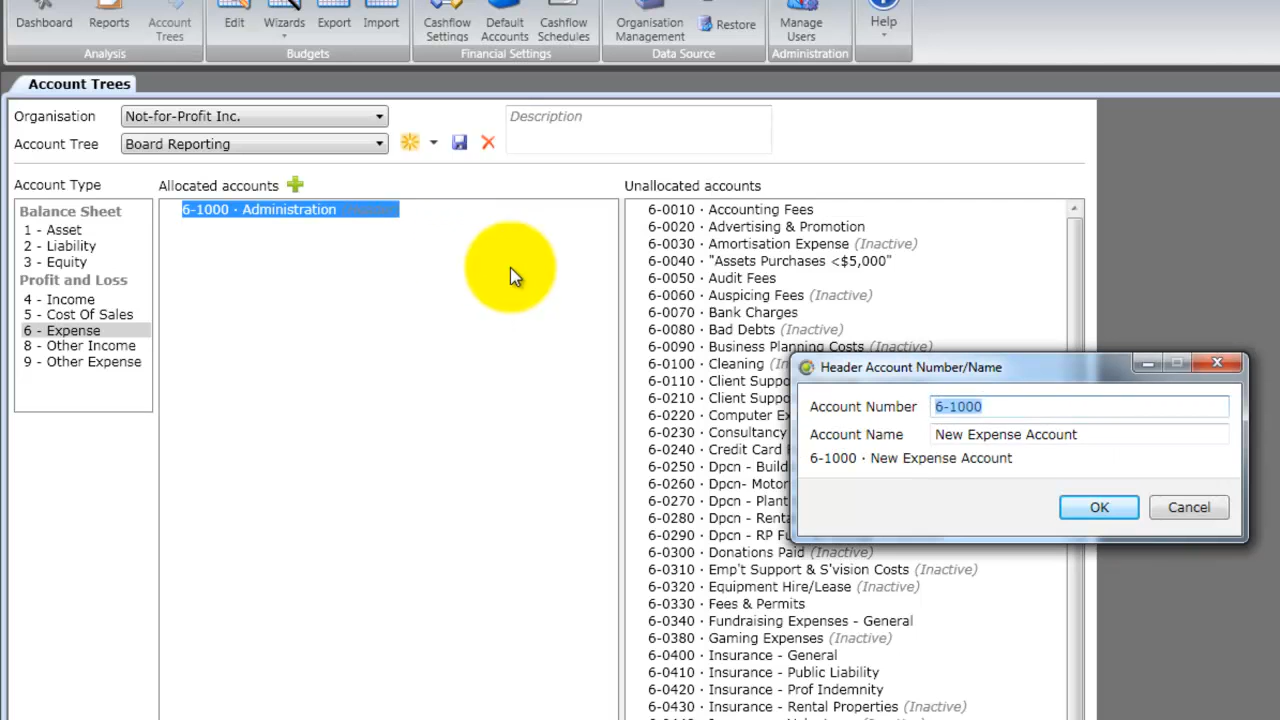 Dashboard Reports Account Trees
Analysis
Edit Wizards Export Import
Budgets
Cashflow Settings Default Accounts Cashflow Schedules
Financial Settings
Organisation Management Restore
Data Source
Manage Users
Administration
Help
Account Trees
Organisation Not-for-Profit Inc.
Account Tree Board Reporting
Description
Account Type
Balance Sheet
1 - Asset
2 - Liability
3 - Equity
Profit and Loss
4 - Income
5 - Cost Of Sales
6 - Expense
8 - Other Income
9 - Other Expense
Allocated accounts
6-1000 · Administration
Unallocated accounts
6-0010 · Accounting Fees
6-0020 · Advertising & Promotion
6-0030 · Amortisation Expense (Inactive)
6-0040 · "Assets Purchases <$5,000"
6-0050 · Audit Fees
6-0060 · Auspicing Fees (Inactive)
6-0070 · Bank Charges
6-0080 · Bad Debts (Inactive)
6-0090 · Business Planning Costs (Inactive)
6-0100 · Cleaning
6-0110 · Client
6-0210 · Client
6-0220 · Computer
6-0230 · Consultancy
6-0240 · Credit Card
6-0250 · Dpcn -
6-0260 · Dpcn-
6-0270 · Dpcn -
6-0280 · Dpcn -
6-0290 · Dpcn - RP
6-0300 · Donations Paid (Inactive)
6-0310 · Emp't Support & S'vision Costs (Inactive)
6-0320 · Equipment Hire/Lease (Inactive)
6-0330 · Fees & Permits
6-0340 · Fundraising Expenses - General
6-0380 · Gaming Expenses (Inactive)
6-0400 · Insurance - General
6-0410 · Insurance - Public Liability
6-0420 · Insurance - Prof Indemnity
6-0430 · Insurance - Rental Properties (Inactive)
Header Account Number/Name
Account Number 6-1000
Account Name New Expense Account
6-1000 · New Expense Account
OK Cancel